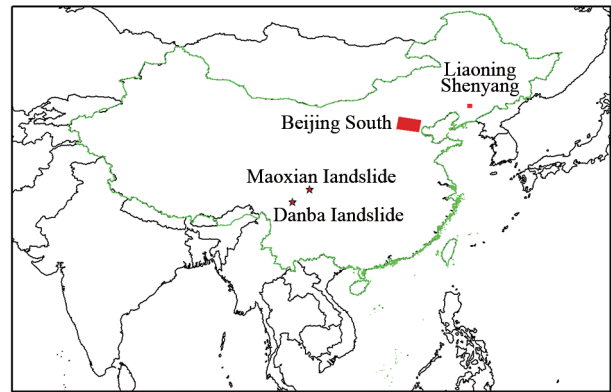 Liaoning
Shenyang
Beijing South
Maoxian Iandslide
Danba Iandslide